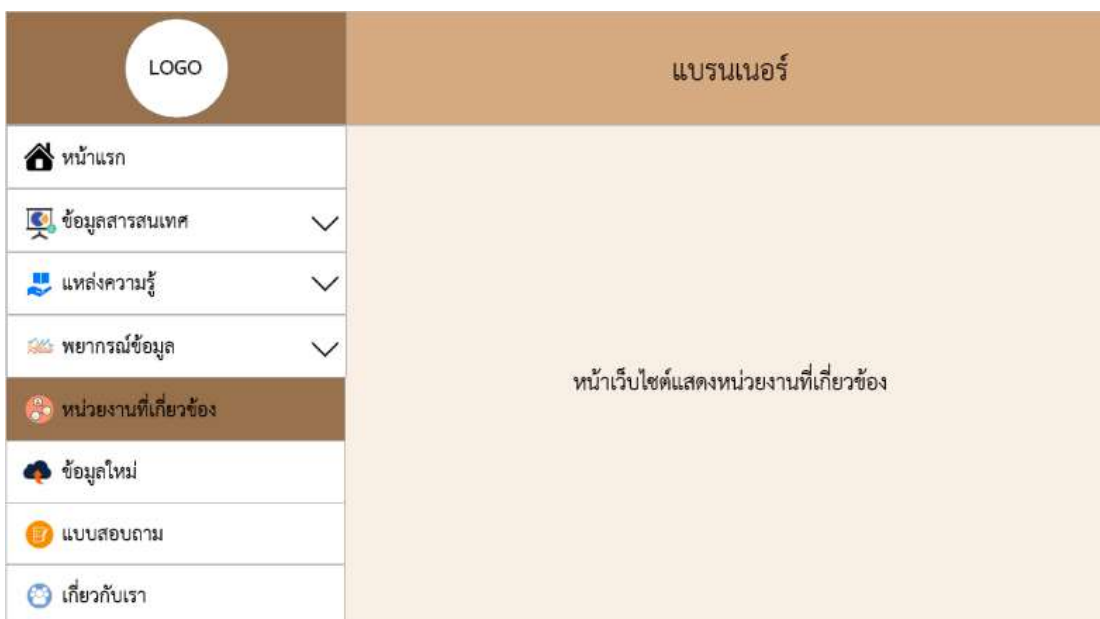 LOGO
แบรนเนอร์
หน้าแรก
ข้อมูลสารสนเทศ
แหล่งความรู้
พยากรณ์ข้อมูล
หน่วยงานที่เกี่ยวข้อง
ข้อมูลใหม่
แบบสอบถาม
เกี่ยวกับเรา
หน้าเว็บไซต์แสดงหน่วยงานที่เกี่ยวข้อง